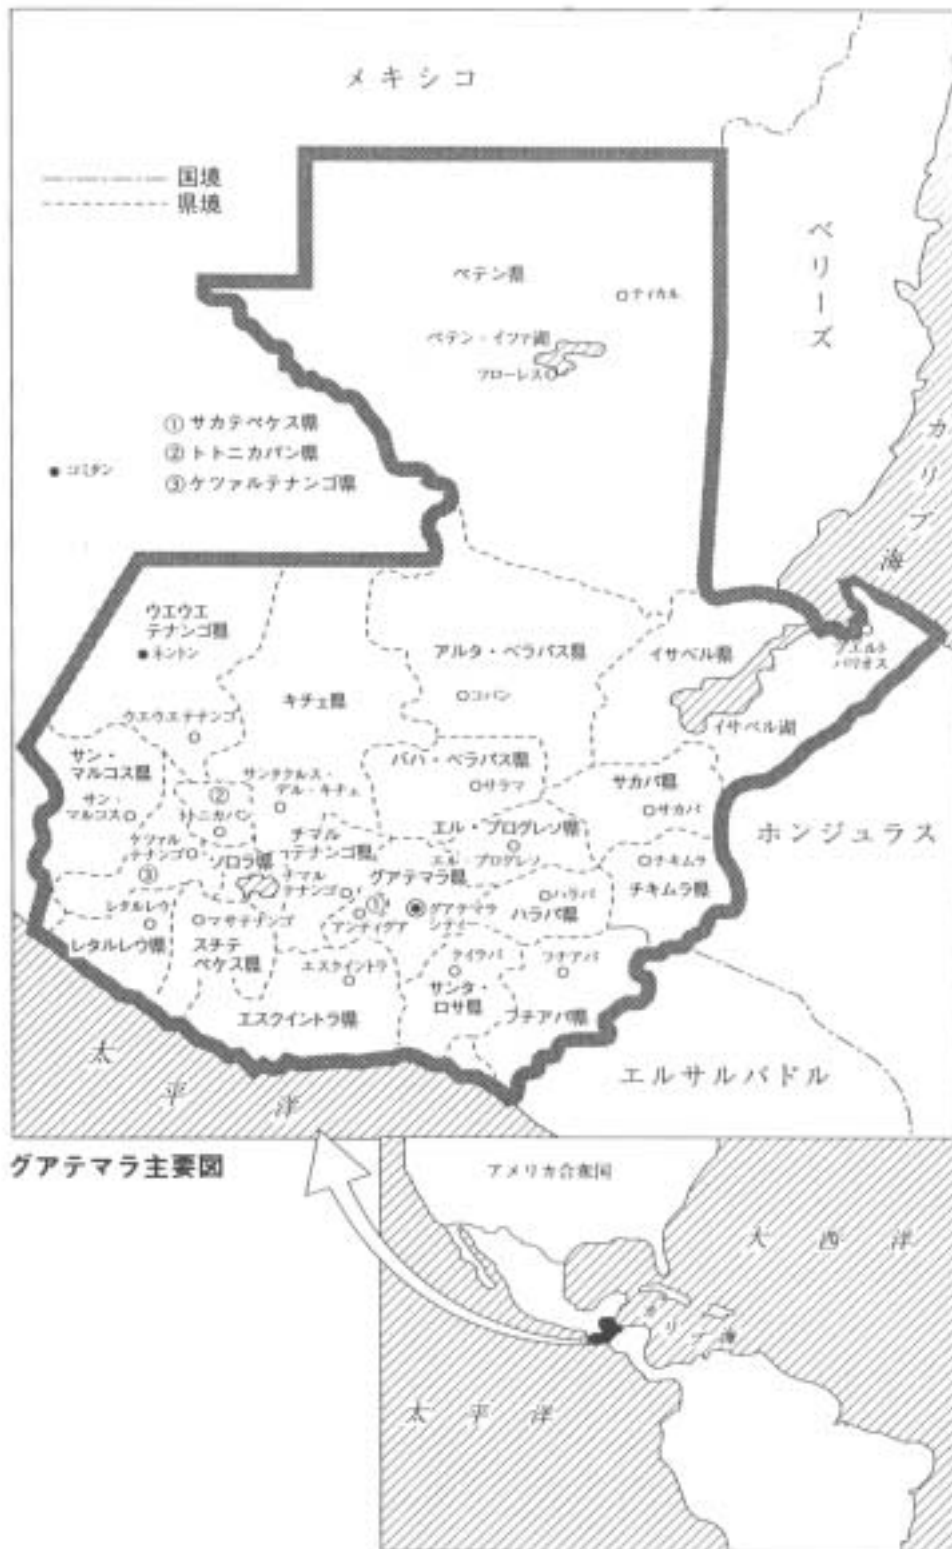 メキシコ
国境
県境
ベリーズ
ペテン県
ティカル
ペテン・イツァ湖
フローレス
①サカテペケス県
②トトニカパン県
③ケツァルテナンゴ県
コミタン
カリブ海
ウエウエ
テナンゴ県
ネントン
アルタ・ベラパス県
イサベル県
プエルト
バリオス
コバン
キチェ県
イサベル湖
ウエウエテナンゴ
サン・
マルコス県
バハ・ベラパス県
サンタクルス・
デル・キチェ
サラマ
サカパ県
サカパ
②
サン・
マルコス
トトニカパン
チマル
テナンゴ県
エル・プログレソ県
エル・プログレソ
ホンジュラス
ケツァル
テナンゴ
ソロラ県
チキムラ
チマル
テナンゴ
グアテマラ県
③
チキムラ県
ハラパ
ハラパ県
①
グアテマラ
シティー
アンティグア
レタルレウ
マサテナンゴ
レタルレウ県
スチテ
ペケス県
エスクイントラ
クイラパ
フチアパ
サンタ・
ロサ県
エスクイントラ県
フチアパ県
太平洋
エルサルバドル
グアテマラ主要図
アメリカ合衆国
大西洋
カリブ海
太平洋